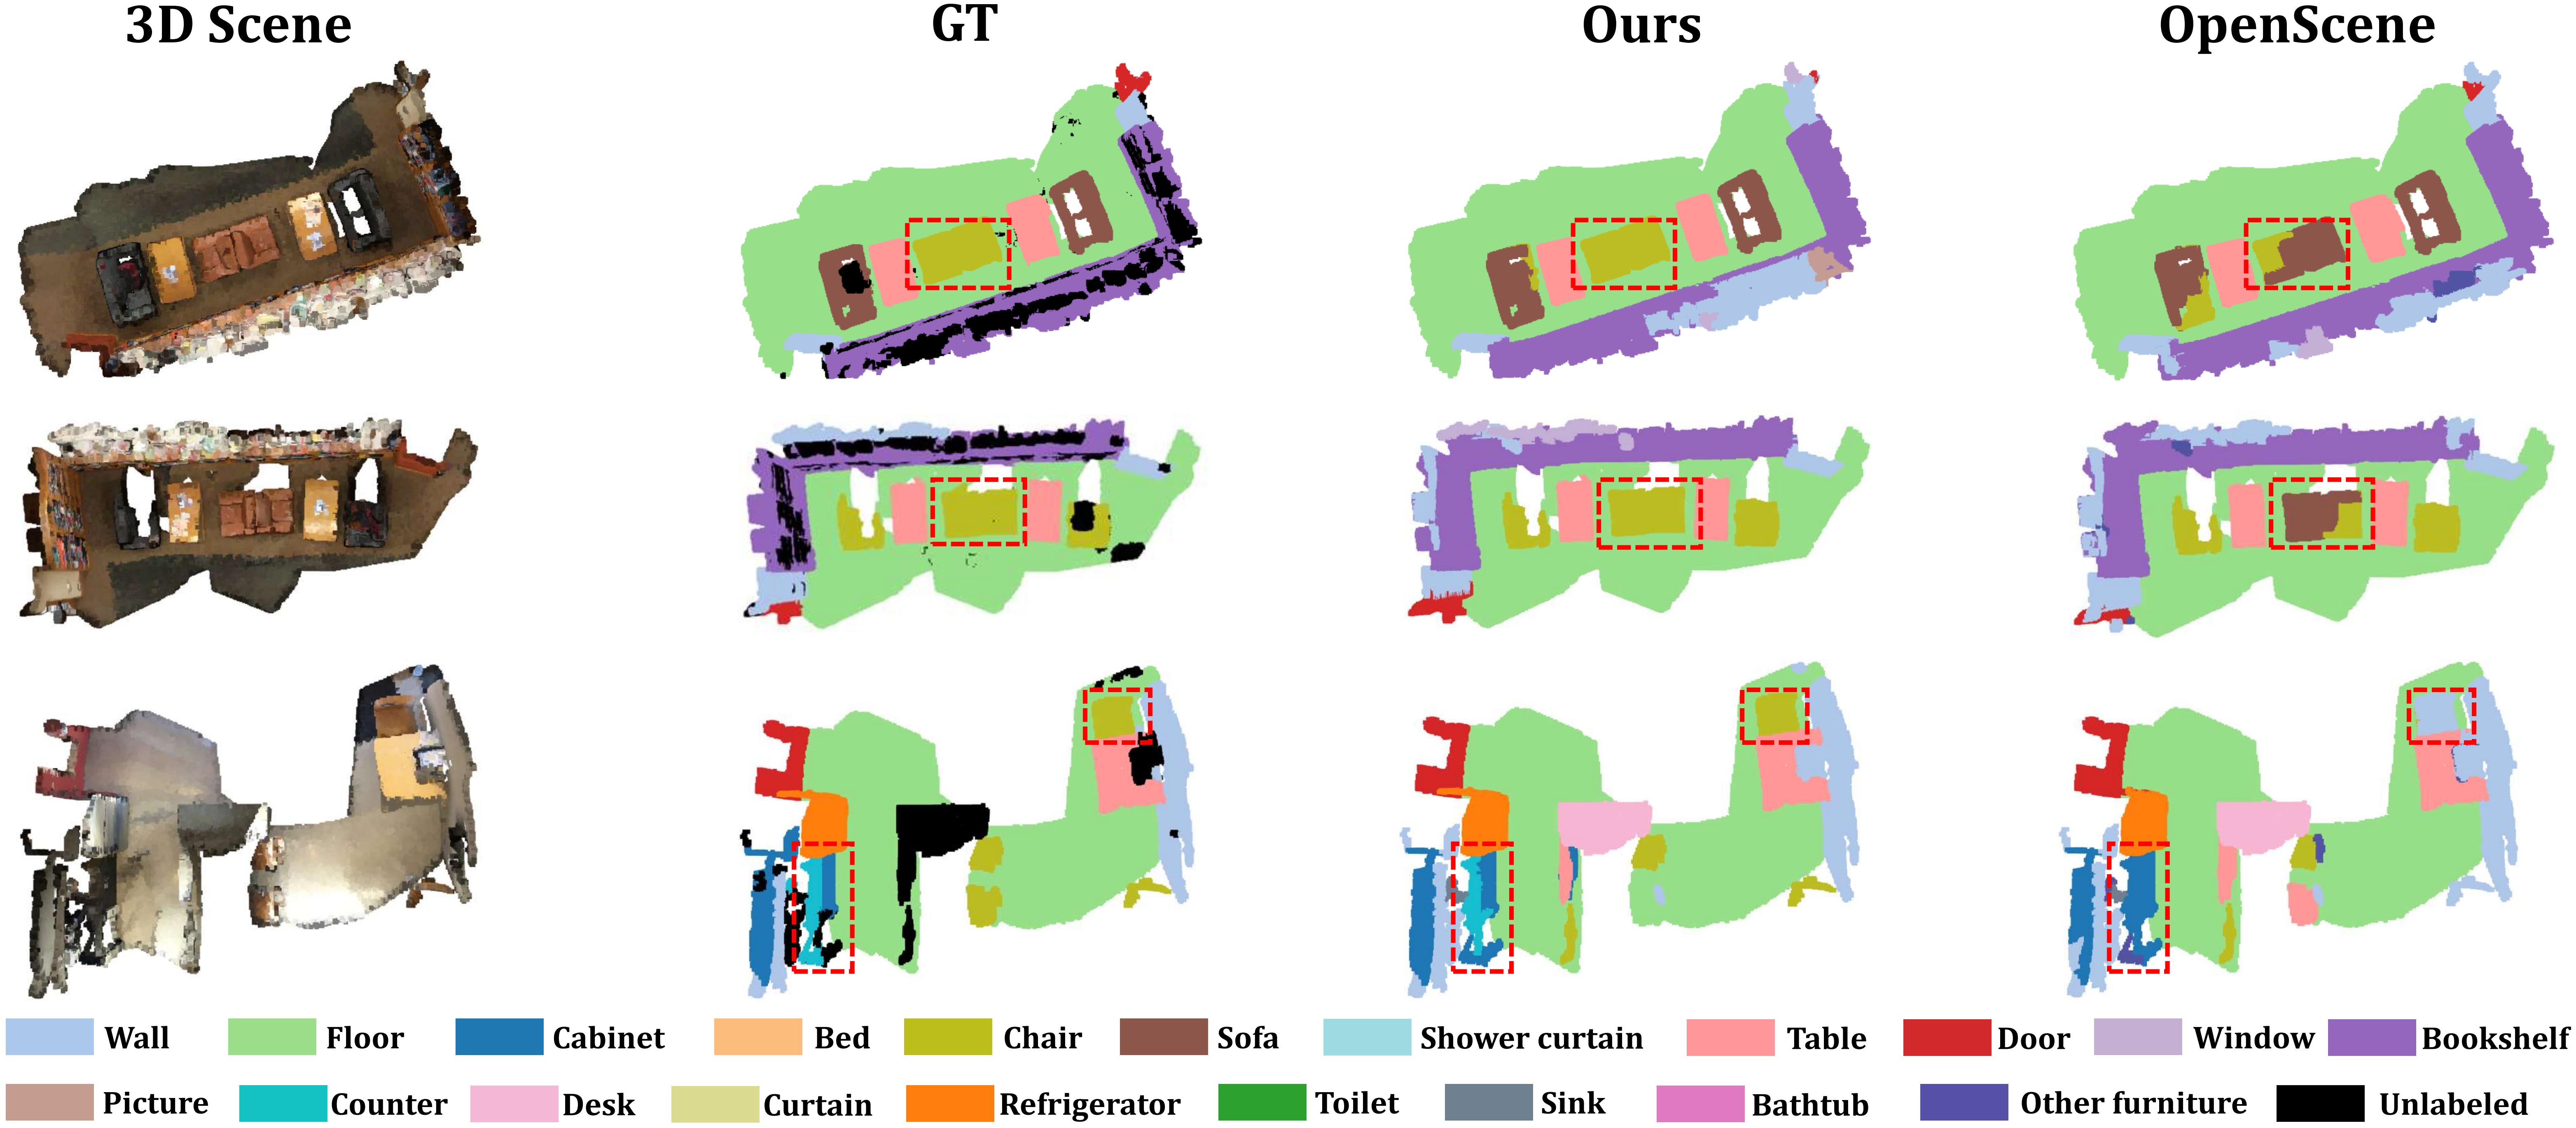 3D Scene GT Ours OpenScene
Wall Floor Cabinet Bed Chair Sofa Shower curtain Table Door Window Bookshelf
Picture Counter Desk Curtain Refrigerator Toilet Sink Bathtub Other furniture Unlabeled